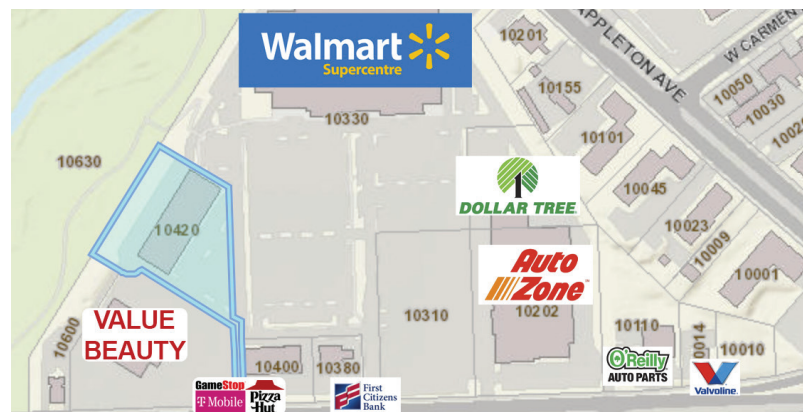 Walmart
Supercentre
10201
APPLETON AVE
W CARMEN
10050
10030
10155
10330
10101
10630
10045
DOLLAR TREE
10420
10023
10009
Auto
Zone
10001
VALUE
BEAUTY
10310
10202
10600
10110
10010
O'Reilly
AUTO PARTS
10400
10380
GameStop
T Mobile
Pizza
Hut
First
Citizens
Bank
Valvoline